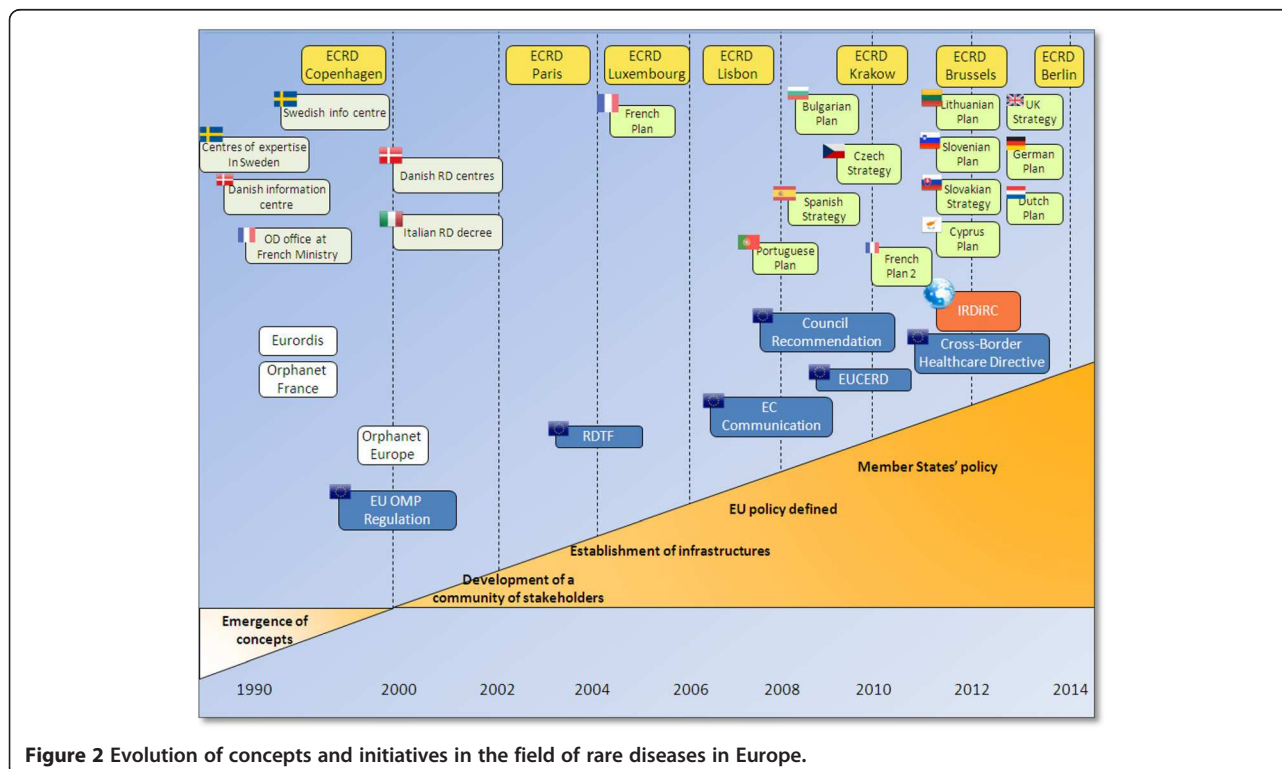 ECRD
Copenhagen
ECRD
Paris
ECRD
Luxembourg
ECRD
Lisbon
ECRD
Krakow
ECRD
Brussels
ECRD
Berlin
Swedish info centre
Centres of expertise
In Sweden
Danish information
centre
OD office at
French Ministry
Danish RD centres
Italian RD decree
French
Plan
Bulgarian
Plan
Czech
Strategy
Spanish
Strategy
Portuguese
Plan
French
Plan 2
Lithuanian
Plan
Slovenian
Plan
Slovakian
Strategy
Cyprus
Plan
UK
Strategy
German
Plan
Dutch
Plan
IRDiRC
Eurordis
Orphanet
France
Council
Recommendation
Cross-Border
Healthcare Directive
EUCERD
EC
Communication
Orphanet
Europe
RDTF
EU OMP
Regulation
Member States' policy
EU policy defined
Establishment of infrastructures
Development of a
community of stakeholders
Emergence of
concepts
1990
2000
2002
2004
2006
2008
2010
2012
2014
Figure 2 Evolution of concepts and initiatives in the field of rare diseases in Europe.